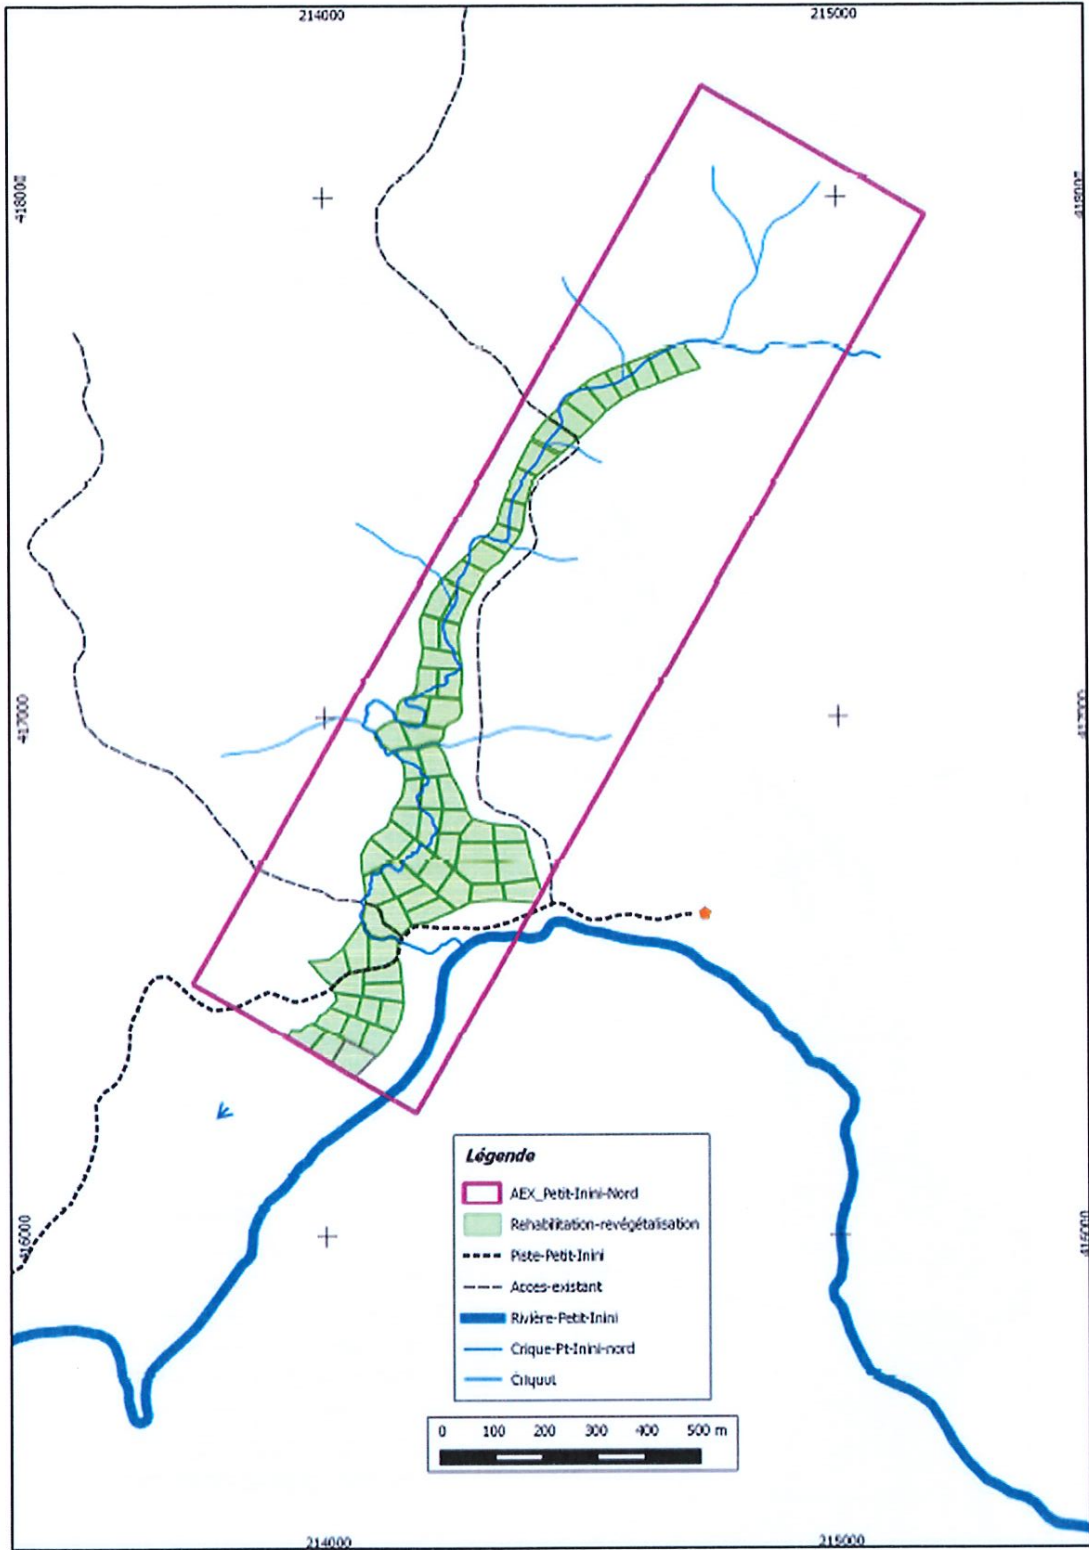 214000
215000
418000
418000
417000
417000
416000
416000
Légende
AEX_Petit-Inini-Nord
Rehabilitation-revégétalisation
Piste-Petit-Inini
Acces-existant
Rivière-Petit-Inini
Crique-Pt-Inini-nord
Criquot
0 100 200 300 400 500 m
214000
215000